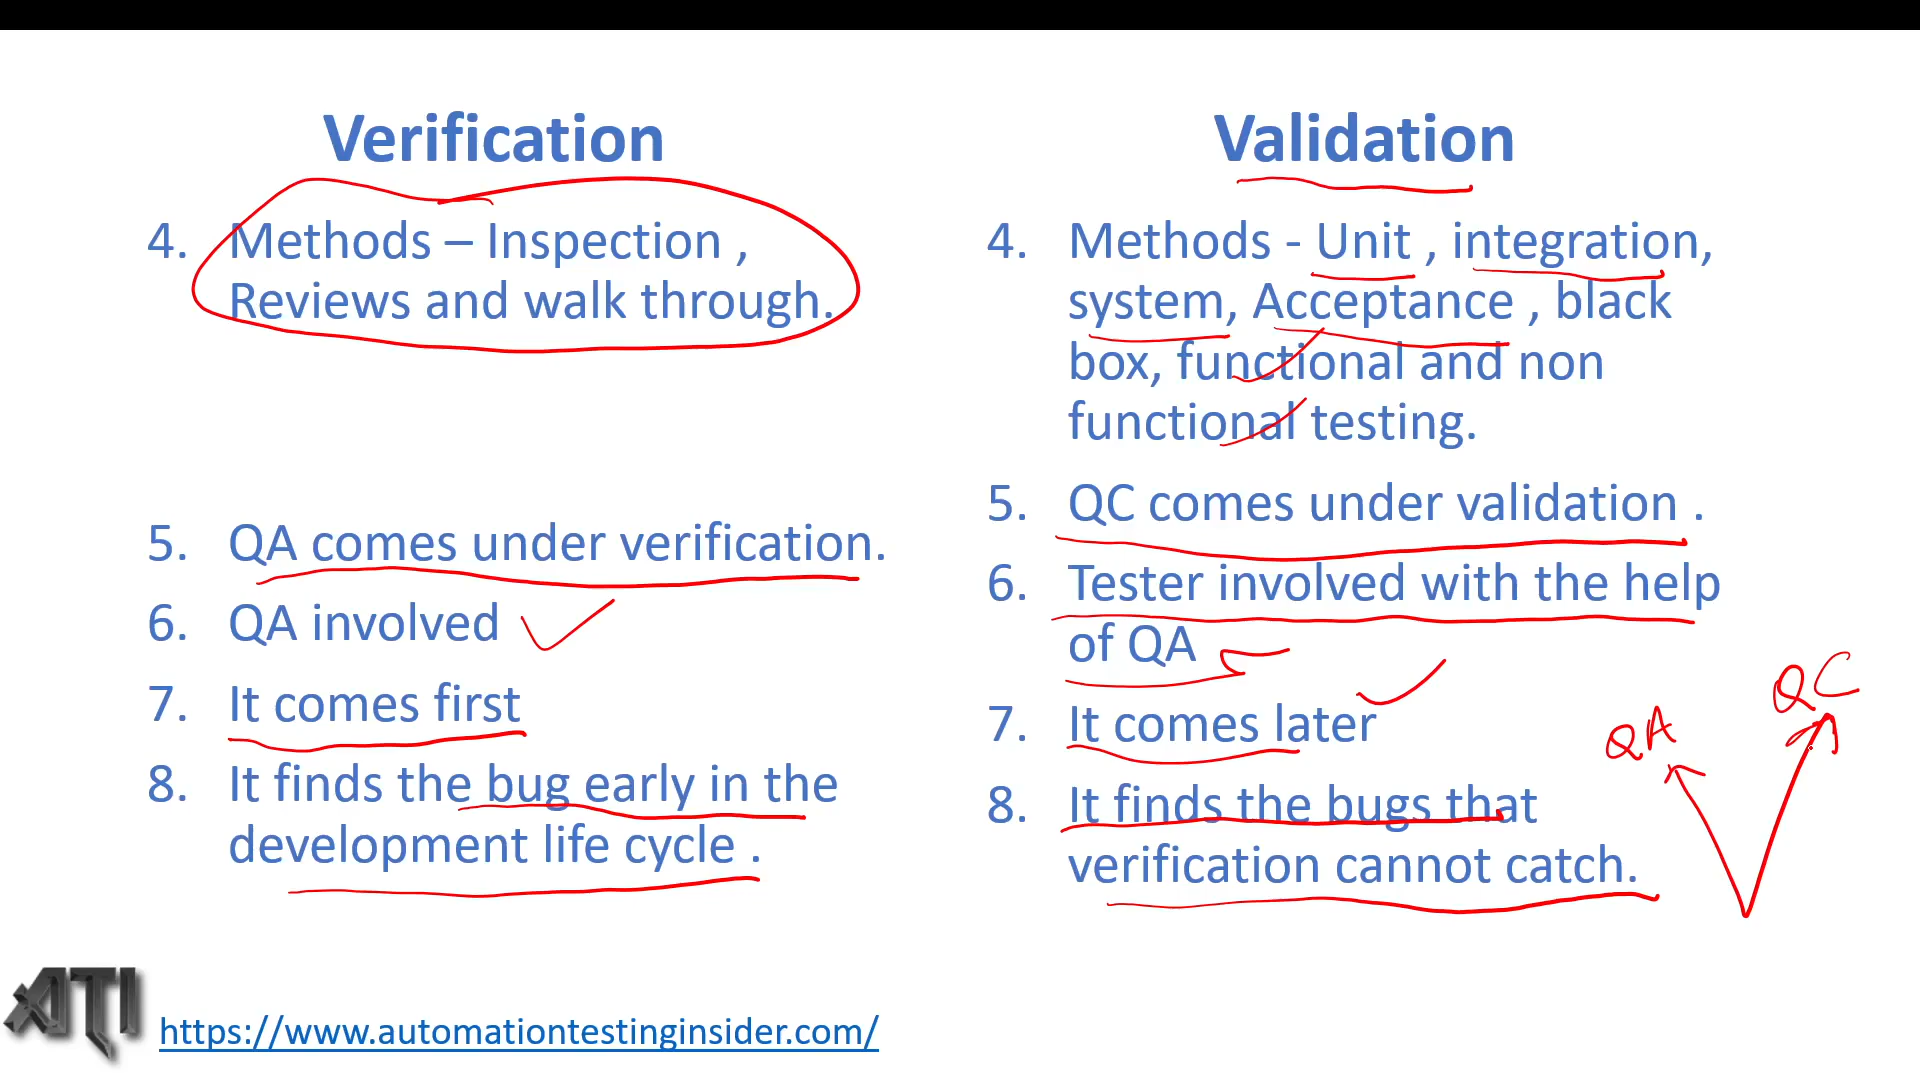 Verification
4. Methods – Inspection ,
Reviews and walk through.
5. QA comes under verification.
6. QA involved
7. It comes first
8. It finds the bug early in the
development life cycle .
Validation
4. Methods - Unit , integration,
system, Acceptance , black
box, functional and non
functional testing.
5. QC comes under validation .
6. Tester involved with the help
of QA
7. It comes later
8. It finds the bugs that
verification cannot catch.
QA
QC
ATI
https://www.automationtestinginsider.com/